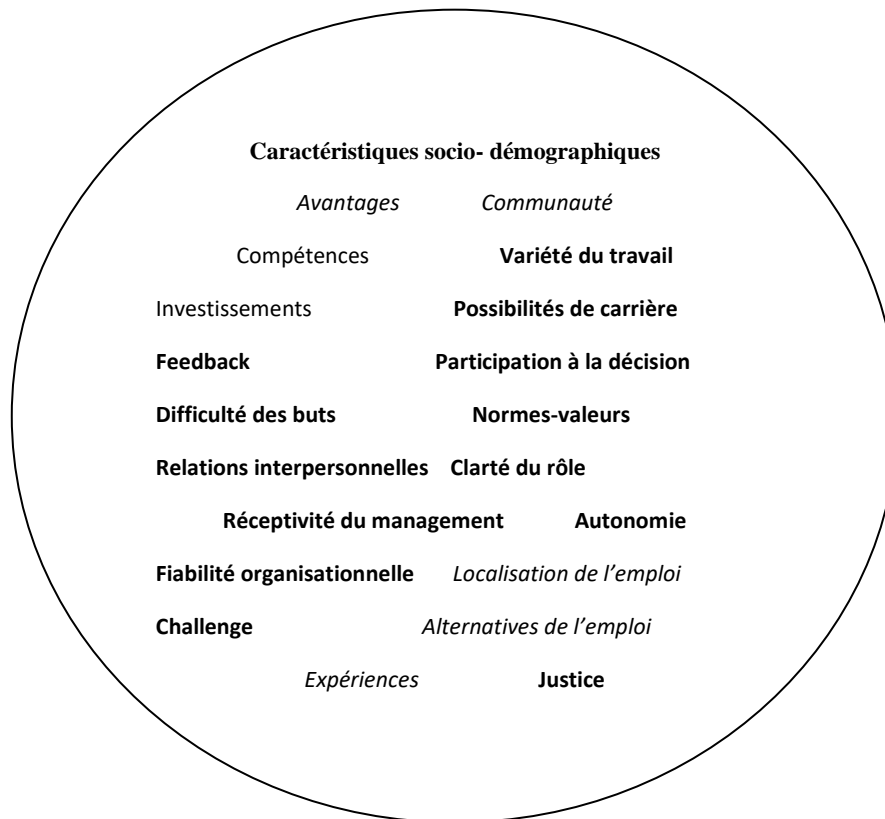 Caractéristiques socio- démographiques
Avantages Communauté
Compétences Variété du travail
Investissements Possibilités de carrière
Feedback Participation à la décision
Difficulté des buts Normes-valeurs
Relations interpersonnelles Clarté du rôle
Réceptivité du management Autonomie
Fiabilité organisationnelle Localisation de l’emploi
Challenge Alternatives de l’emploi
Expériences Justice